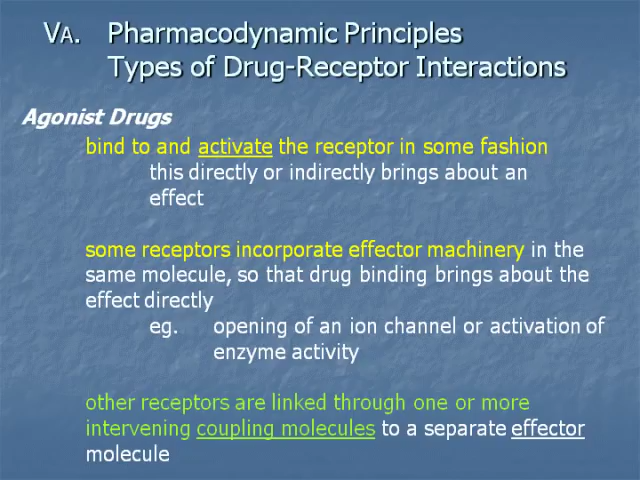 VA. Pharmacodynamic Principles
Types of Drug-Receptor Interactions
Agonist Drugs
bind to and activate the receptor in some fashion
this directly or indirectly brings about an
effect
some receptors incorporate effector machinery in the
same molecule, so that drug binding brings about the
effect directly
eg. opening of an ion channel or activation of
enzyme activity
other receptors are linked through one or more
intervening coupling molecules to a separate effector
molecule